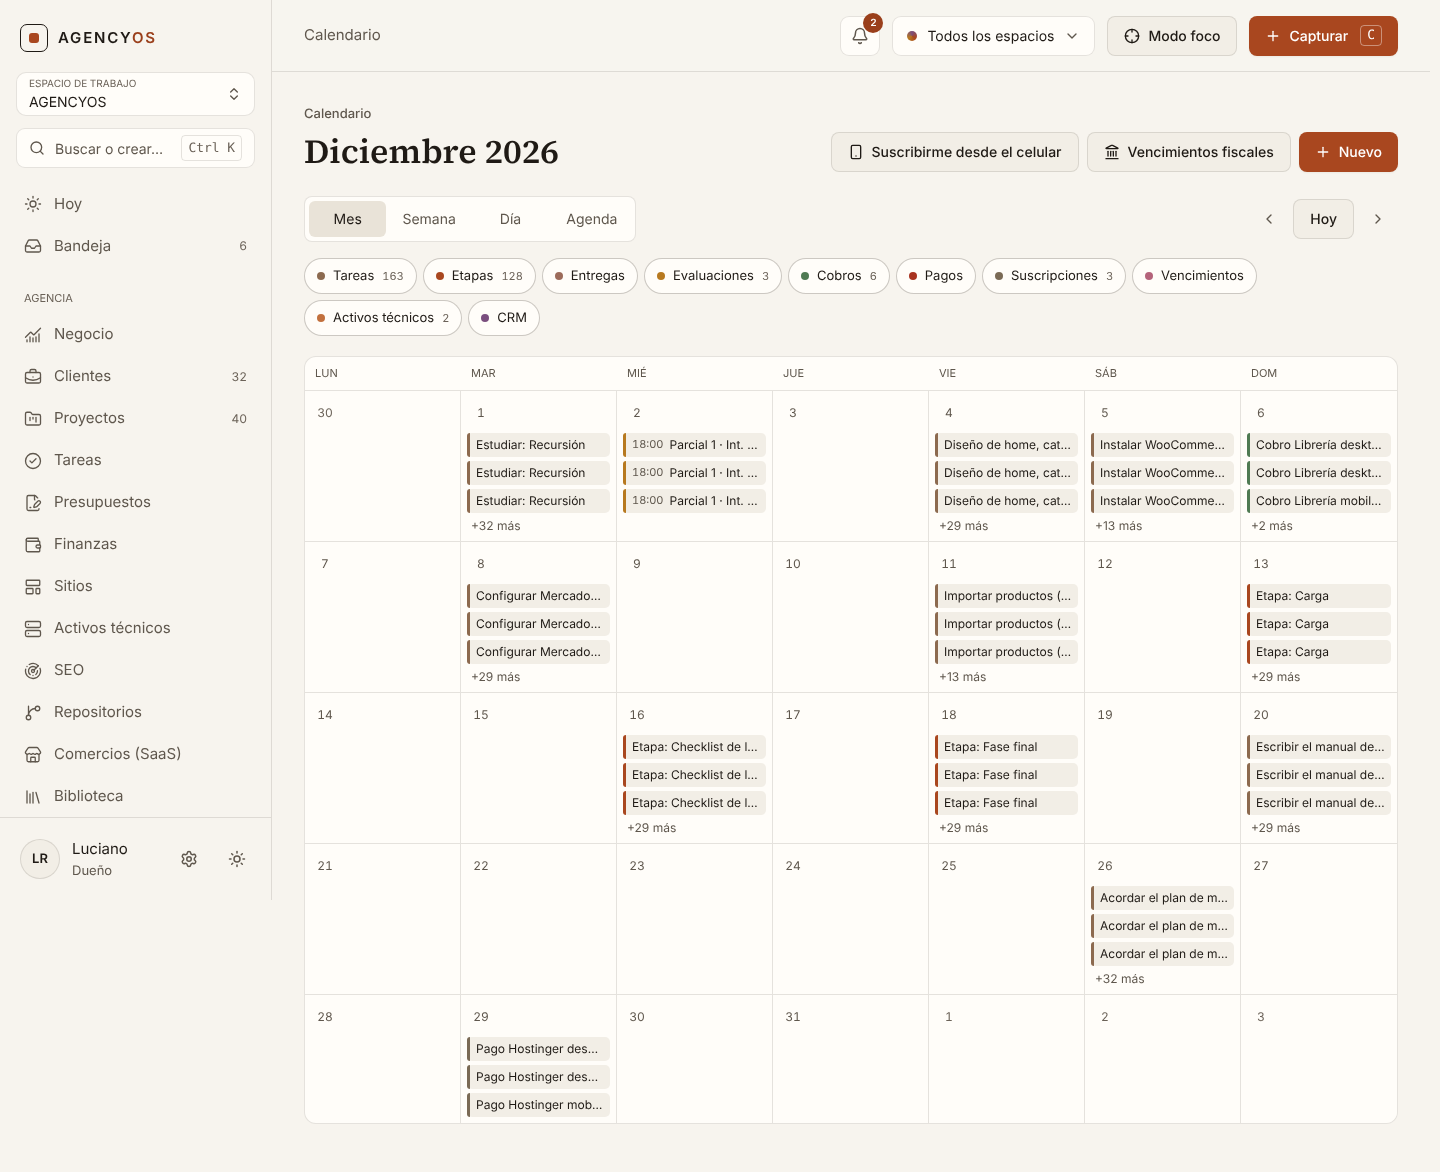 AGENCYOS
ESPACIO DE TRABAJO
AGENCYOS
Buscar o crear... Ctrl K
Hoy
Bandeja 6
AGENCIA
Negocio
Clientes 32
Proyectos 40
Tareas
Presupuestos
Finanzas
Sitios
Activos técnicos
SEO
Repositorios
Comercios (SaaS)
Biblioteca
LR Luciano
Dueño
Calendario
2
Todos los espacios
Modo foco
Capturar C
Calendario
Diciembre 2026
Suscribirme desde el celular
Vencimientos fiscales
Nuevo
Mes Semana Día Agenda
Hoy
Tareas 163 Etapas 128 Entregas Evaluaciones 3 Cobros 6 Pagos Suscripciones 3 Vencimientos
Activos técnicos 2 CRM
LUN MAR MIÉ JUE VIE SÁB DOM
30 1 2 3 4 5 6
Estudiar: Recursión 18:00 Parcial 1 · Int. ... Diseño de home, cat... Instalar WooComme... Cobro Librería deskt...
Estudiar: Recursión 18:00 Parcial 1 · Int. ... Diseño de home, cat... Instalar WooComme... Cobro Librería deskt...
Estudiar: Recursión 18:00 Parcial 1 · Int. ... Diseño de home, cat... Instalar WooComme... Cobro Librería mobil...
+32 más +29 más +13 más +2 más
7 8 9 10 11 12 13
Configurar Mercado... Importar productos (... Etapa: Carga
Configurar Mercado... Importar productos (... Etapa: Carga
Configurar Mercado... Importar productos (... Etapa: Carga
+29 más +13 más +29 más
14 15 16 17 18 19 20
Etapa: Checklist de l... Etapa: Fase final Escribir el manual de...
Etapa: Checklist de l... Etapa: Fase final Escribir el manual de...
Etapa: Checklist de l... Etapa: Fase final Escribir el manual de...
+29 más +29 más +29 más
21 22 23 24 25 26 27
Acordar el plan de m...
Acordar el plan de m...
Acordar el plan de m...
+32 más
28 29 30 31 1 2 3
Pago Hostinger des...
Pago Hostinger des...
Pago Hostinger mob...